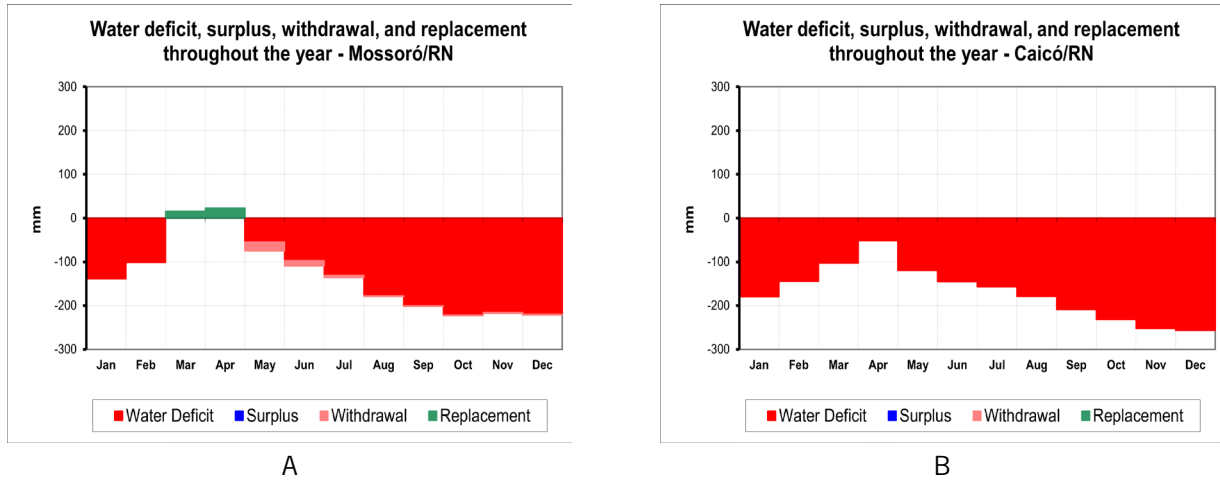 Water deficit, surplus, withdrawal, and replacement
throughout the year - Mossoró/RN
300
200
100
0
-100
-200
-300
mm
Jan Feb Mar Apr May Jun Jul Aug Sep Oct Nov Dec
Water Deficit Surplus Withdrawal Replacement
A
Water deficit, surplus, withdrawal, and replacement
throughout the year - Caicó/RN
300
200
100
0
-100
-200
-300
mm
Jan Feb Mar Apr May Jun Jul Aug Sep Oct Nov Dec
Water Deficit Surplus Withdrawal Replacement
B